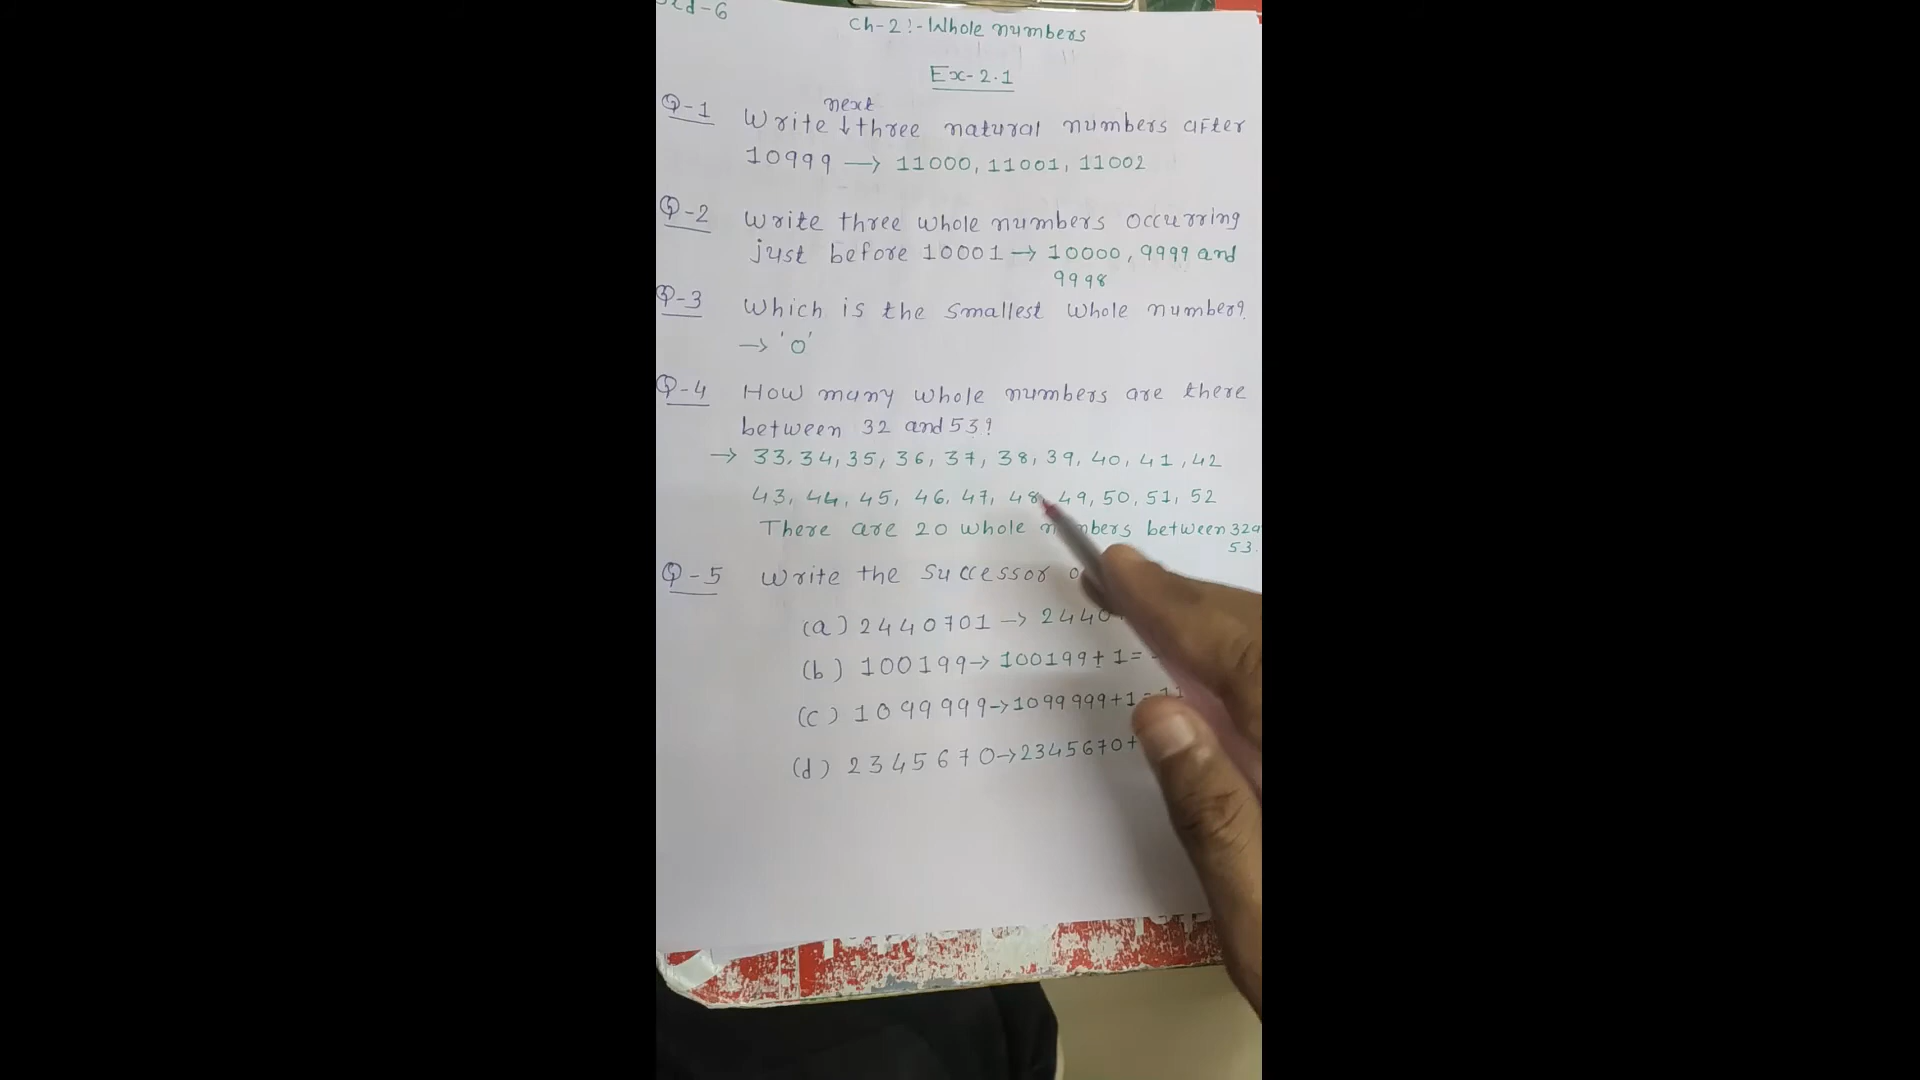 Std-6
Ch-2:-Whole numbers
Ex-2.1
next
Q-1 Write ↓ three natural numbers after
10999 → 11000, 11001, 11002
Q-2 Write three whole numbers occurring
just before 10001 → 10000, 9999 and
9998
Q-3 Which is the smallest whole number?
→ '0'
Q-4 How many whole numbers are there
between 32 and 53?
→ 33, 34, 35, 36, 37, 38, 39, 40, 41, 42
43, 44, 45, 46, 47, 48, 49, 50, 51, 52
There are 20 whole between 32
53.
Q-5 Write the successor
(a) 2440701 → 2440
(b) 100199 → 100199 + 1 =
(c) 1099999 → 1099999 + 1 = 11
(d) 2345670 → 2345670 +